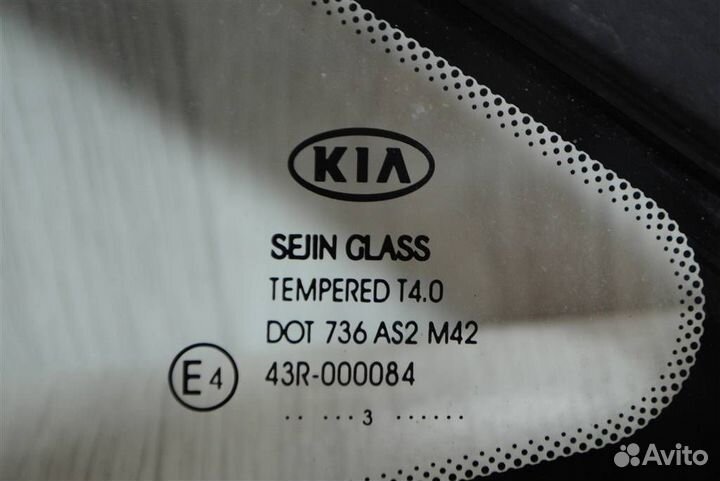 KIA
SEJIN GLASS
TEMPERED T4.0
DOT 736 AS2 M42
E4 43R-000084
.. ... 3 ......
Avito